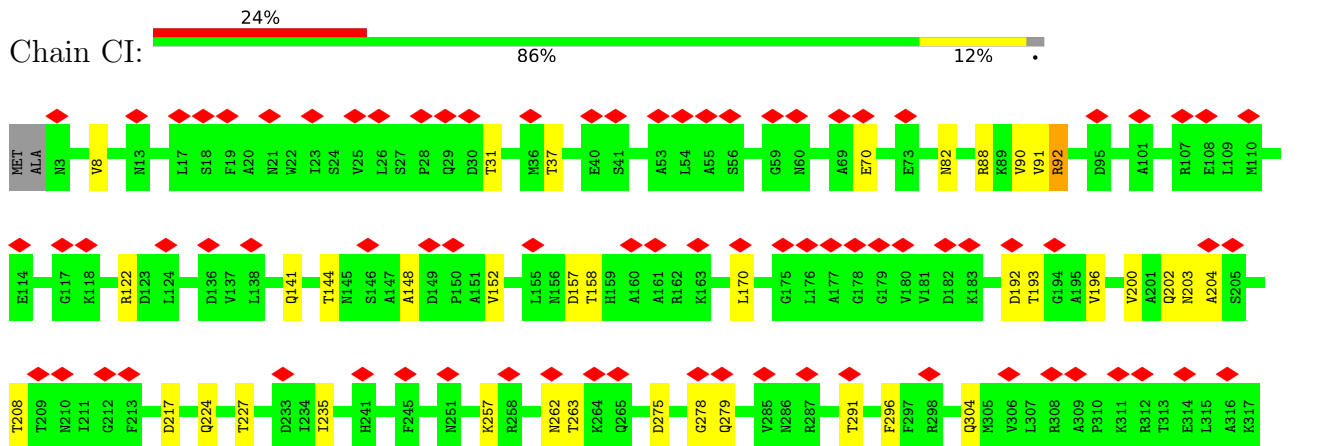 24%
Chain CI:
86% 12% •
MET ALA N3 V8 N13 L17 S18 F19 A20 N21 W22 I23 S24 V25 L26 S27 P28 Q29 D30 T31 M36 T37 E40 S41 A53 L54 A55 S56 G59 N60 A69 E70 E73 N82 R88 K89 V90 V91 R92 D95 A101 R107 E108 L109 M110
E114 G117 K118 R122 D123 L124 D136 V137 L138 Q141 T144 N145 S146 A147 A148 D149 P150 A151 V152 L155 N156 D157 T158 H159 A160 A161 R162 K163 L170 G175 L176 A177 G178 G179 V180 V181 D182 K183 D192 T193 G194 A195 V196 V200 A201 Q202 N203 A204 S205
T208 T209 N210 I211 G212 F213 D217 Q224 T227 D233 I234 I235 H241 F245 N251 K257 R258 N262 T263 K264 Q265 D275 G278 Q279 V285 N286 R287 T291 F296 F297 R298 Q304 M305 V306 L307 R308 A309 P310 K311 R312 T313 E314 L315 A316 K317